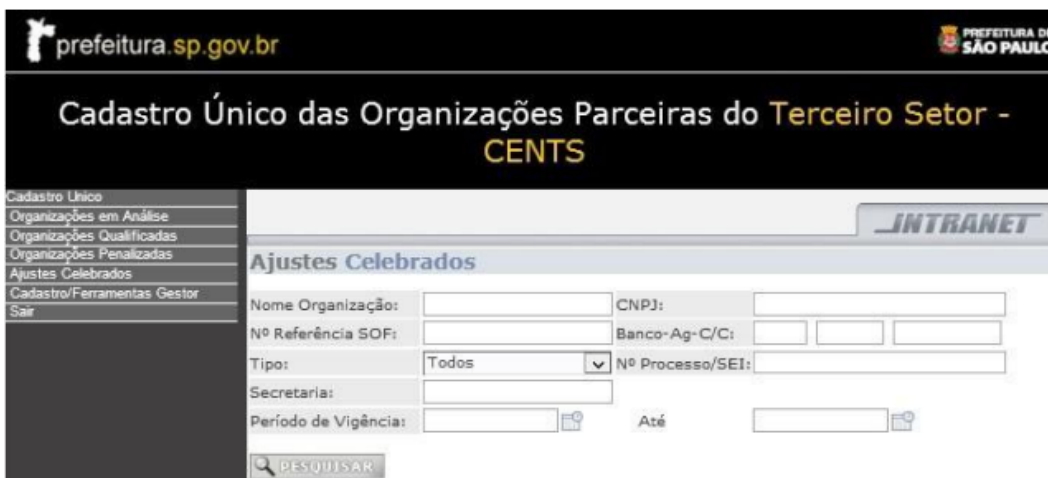 prefeitura.sp.gov.br
PREFEITURA DE
SÃO PAULO
Cadastro Único das Organizações Parceiras do Terceiro Setor -
CENTS
Cadastro Unico
Organizações em Análise
Organizações Qualificadas
Organizações Penalizadas
Ajustes Celebrados
Cadastro/Ferramentas Gestor
Sair
INTRANET
Ajustes Celebrados
Nome Organização: CNPJ:
Nº Referência SOF: Banco-Ag-C/C:
Tipo: Todos Nº Processo/SEI:
Secretaria:
Período de Vigência: Até
PESQUISAR